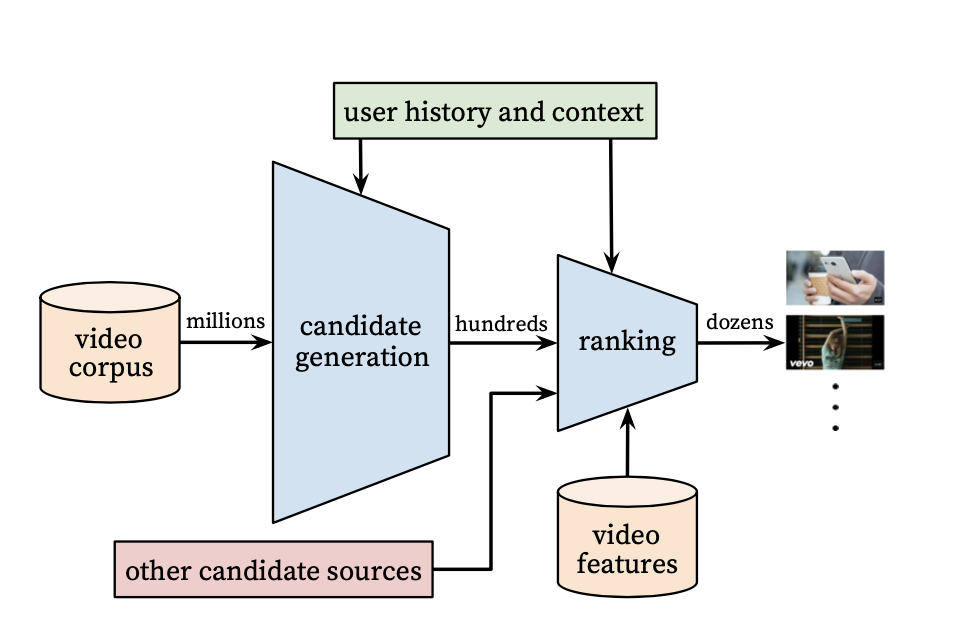 user history and context
video
corpus
millions
candidate
generation
hundreds
ranking
dozens
vevo
other candidate sources
video
features